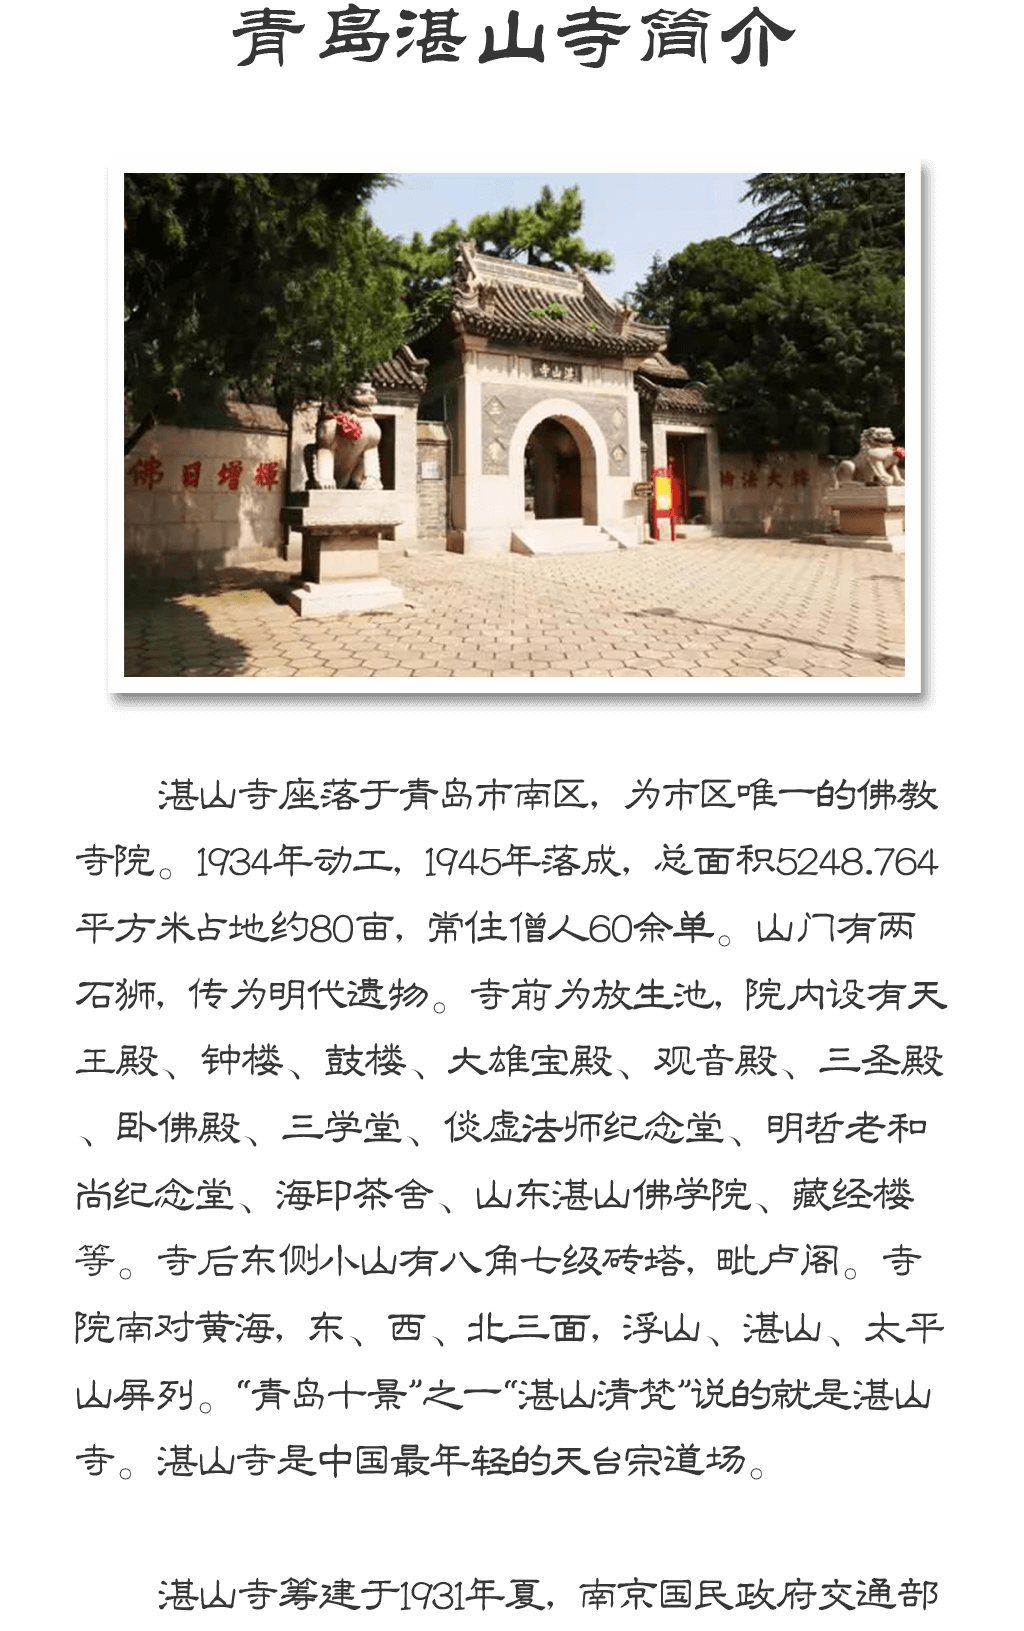 青岛湛山寺简介
湛山寺
佛日增輝
轉大法輪
湛山寺座落于青岛市南区，为市区唯一的佛教
寺院。1934年动工，1945年落成，总面积5248.764
平方米占地约80亩，常住僧人60余单。山门有两
石狮，传为明代遗物。寺前为放生池，院内设有天
王殿、钟楼、鼓楼、大雄宝殿、观音殿、三圣殿
、卧佛殿、三学堂、倓虚法师纪念堂、明哲老和
尚纪念堂、海印茶舍、山东湛山佛学院、藏经楼
等。寺后东侧小山有八角七级砖塔，毗卢阁。寺
院南对黄海，东、西、北三面，浮山、湛山、太平
山屏列。“青岛十景”之一“湛山清梵”说的就是湛山
寺。湛山寺是中国最年轻的天台宗道场。
湛山寺筹建于1931年夏，南京国民政府交通部